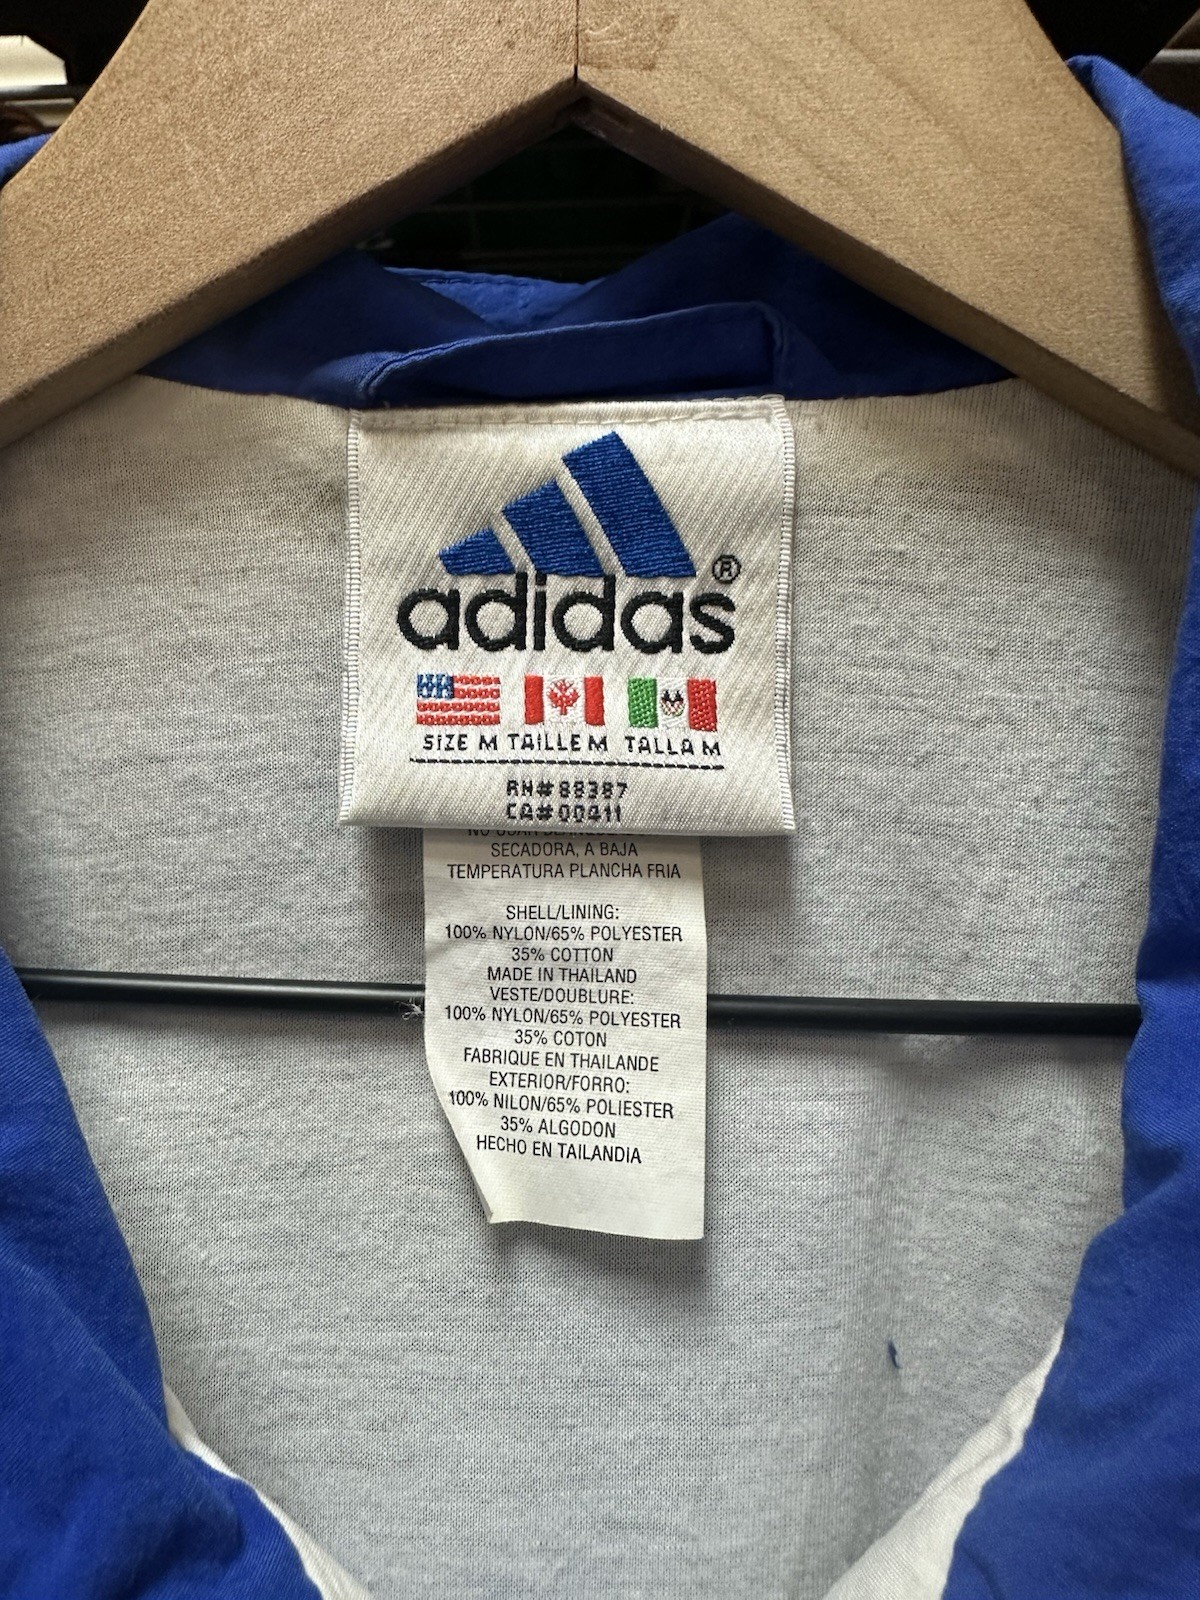 adidas®
SIZE M TAILLE M TALLA M
RN#88387
CA#00411
SECADORA, A BAJA
TEMPERATURA PLANCHA FRIA
SHELL/LINING:
100% NYLON/65% POLYESTER
35% COTTON
MADE IN THAILAND
VESTE/DOUBLURE:
100% NYLON/65% POLYESTER
35% COTON
FABRIQUE EN THAILANDE
EXTERIOR/FORRO:
100% NILON/65% POLIESTER
35% ALGODON
HECHO EN TAILANDIA